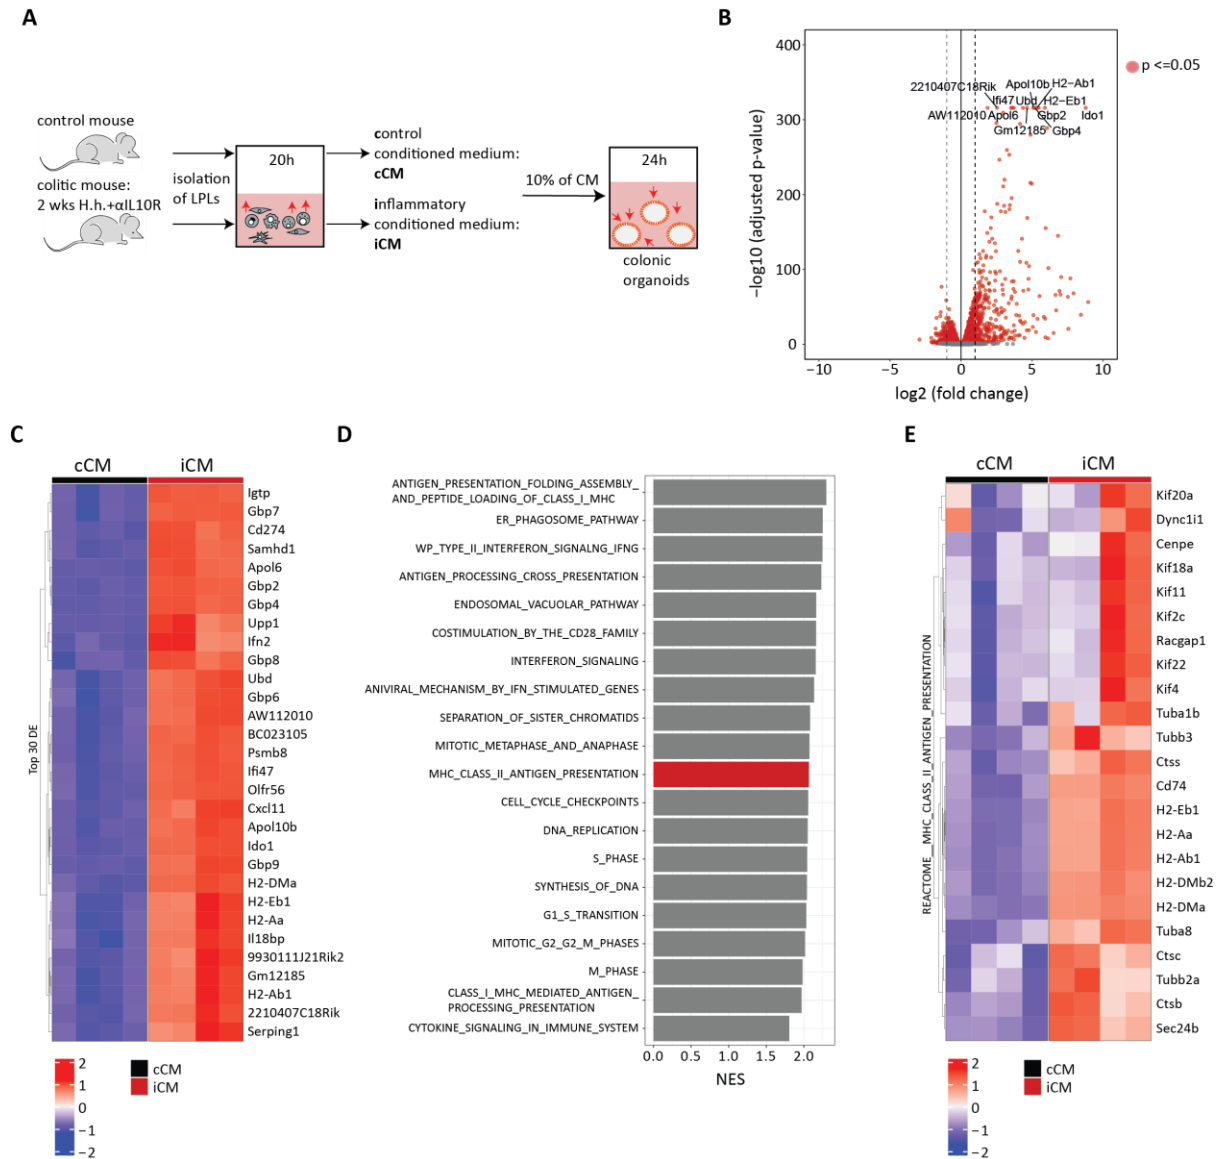 A
control mouse
colitic mouse:
2 wks H.h.+αIL10R
isolation
of LPLs
20h
control
conditioned medium:
cCM
inflammatory
conditioned medium:
iCM
10% of CM
24h
colonic
organoids
B
400
300
200
100
0
−log10 (adjusted p-value)
2210407C18Rik
Apol10b
H2−Ab1
Ifi47
Ubd
H2−Eb1
AW112010
Apol6
Gbp2
Ido1
Gm12185
Gbp4
−10
−5
0
5
10
log2 (fold change)
p <=0.05
C
cCM
iCM
Top 30 DE
Igtp
Gbp7
Cd274
Samhd1
Apol6
Gbp2
Gbp4
Upp1
Ifn2
Gbp8
Ubd
Gbp6
AW112010
BC023105
Psmb8
Ifi47
Olfr56
Cxcl11
Apol10b
Ido1
Gbp9
H2-DMa
H2-Eb1
H2-Aa
Il18bp
9930111J21Rik2
Gm12185
H2-Ab1
2210407C18Rik
Serping1
2
1
0
−1
−2
cCM
iCM
D
ANTIGEN_PRESENTATION_FOLDING_ASSEMBLY_
AND_PEPTIDE_LOADING_OF_CLASS_I_MHC
ER_PHAGOSOME_PATHWAY
WP_TYPE_II_INTERFERON_SIGNALNG_IFNG
ANTIGEN_PROCESSING_CROSS_PRESENTATION
ENDOSOMAL_VACUOLAR_PATHWAY
COSTIMULATION_BY_THE_CD28_FAMILY
INTERFERON_SIGNALING
ANIVIRAL_MECHANISM_BY_IFN_STIMULATED_GENES
SEPARATION_OF_SISTER_CHROMATIDS
MITOTIC_METAPHASE_AND_ANAPHASE
MHC_CLASS_II_ANTIGEN_PRESENTATION
CELL_CYCLE_CHECKPOINTS
DNA_REPLICATION
S_PHASE
SYNTHESIS_OF_DNA
G1_S_TRANSITION
MITOTIC_G2_G2_M_PHASES
M_PHASE
CLASS_I_MHC_MEDIATED_ANTIGEN_
PROCESSING_PRESENTATION
CYTOKINE_SIGNALING_IN_IMMUNE_SYSTEM
0.0
0.5
1.0
1.5
2.0
NES
E
cCM
iCM
REACTOME__MHC_CLASS_II_ANTIGEN_PRESENTATION
Kif20a
Dync1i1
Cenpe
Kif18a
Kif11
Kif2c
Racgap1
Kif22
Kif4
Tuba1b
Tubb3
Ctss
Cd74
H2-Eb1
H2-Aa
H2-Ab1
H2-DMb2
H2-DMa
Tuba8
Ctsc
Tubb2a
Ctsb
Sec24b
2
1
0
−1
−2
cCM
iCM